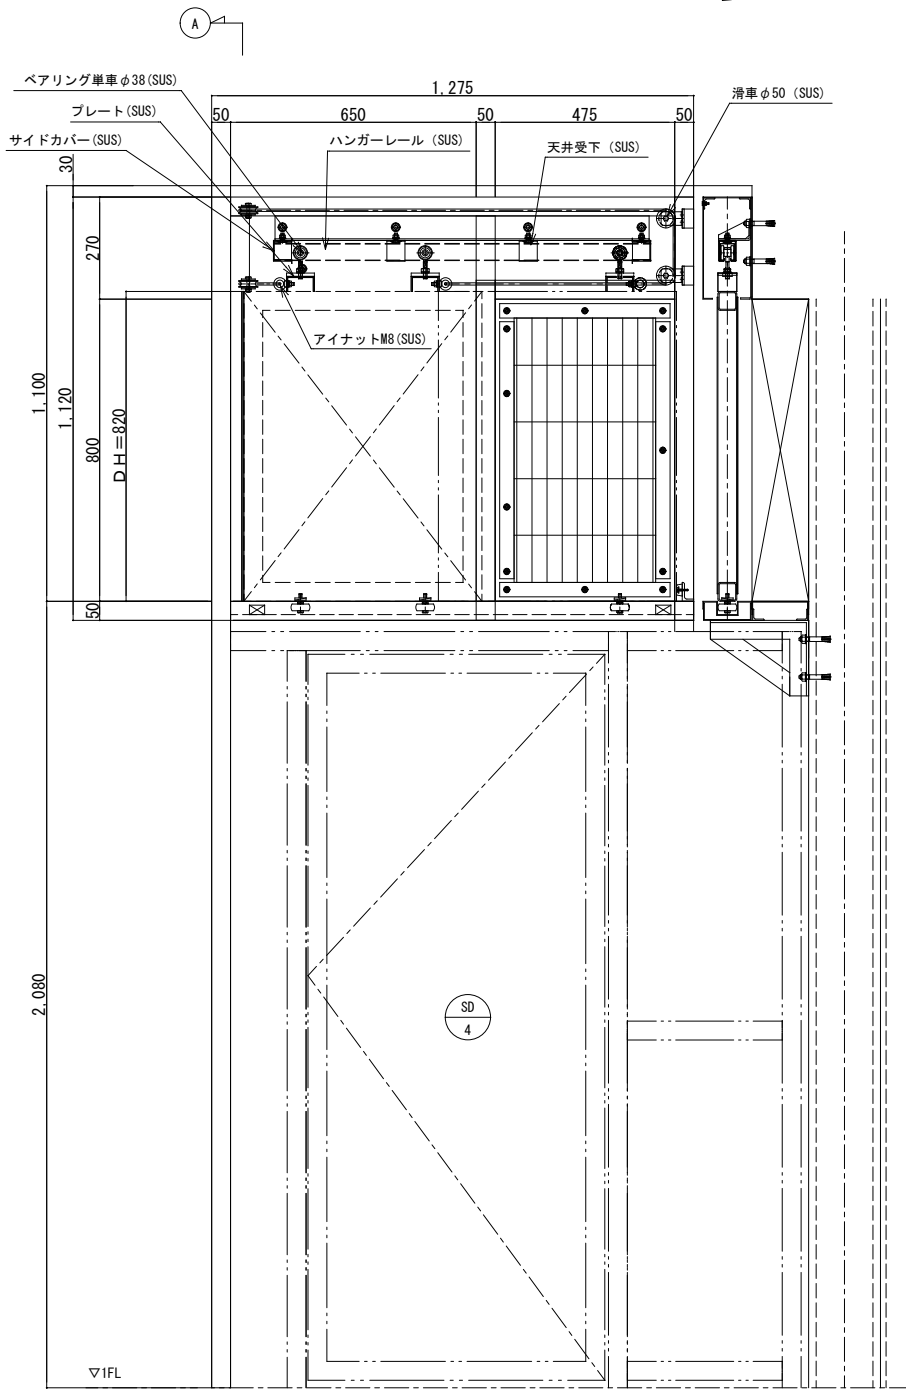 A
ベアリング単車φ38(SUS)
プレート(SUS)
サイドカバー(SUS)
1,275
50
650
50
475
50
滑車φ50 (SUS)
ハンガーレール (SUS)
天井受下 (SUS)
30
270
アイナットM8(SUS)
1,100
1,120
800
DH=820
50
2,080
SD
4
▽1FL